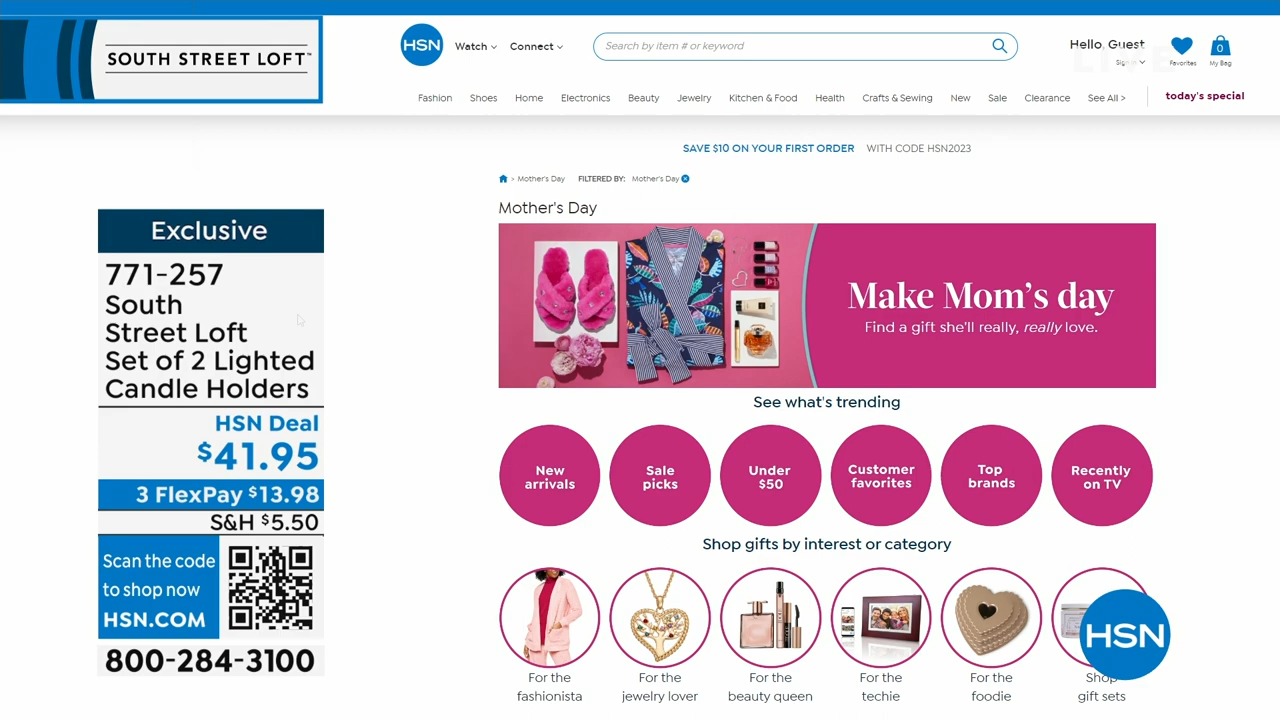 SOUTH STREET LOFT™
HSN
Watch
Connect
Search by item # or keyword
Hello, Guest
Sign In
Favorites
0
My Bag
LIVE
Fashion
Shoes
Home
Electronics
Beauty
Jewelry
Kitchen & Food
Health
Crafts & Sewing
New
Sale
Clearance
See All >
today's special
SAVE $10 ON YOUR FIRST ORDER WITH CODE HSN2023
> Mother's Day FILTERED BY: Mother's Day
Mother's Day
Make Mom's day
Find a gift she'll really, really love.
See what's trending
New
arrivals
Sale
picks
Under
$50
Customer
favorites
Top
brands
Recently
on TV
Shop gifts by interest or category
For the
fashionista
For the
jewelry lover
For the
beauty queen
For the
techie
For the
foodie
Shop
gift sets
HSN
Exclusive
771-257
South
Street Loft
Set of 2 Lighted
Candle Holders
HSN Deal
$41.95
3 FlexPay $13.98
S&H $5.50
Scan the code
to shop now
HSN.COM
800-284-3100